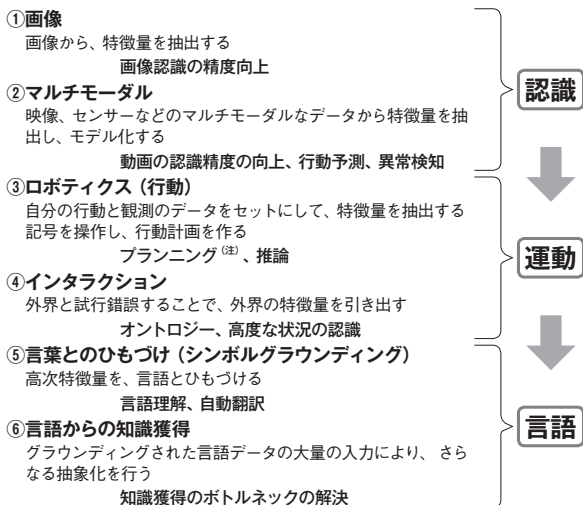 ①画像
画像から、特徴量を抽出する
画像認識の精度向上
②マルチモーダル
映像、センサーなどのマルチモーダルなデータから特徴量を抽
出し、モデル化する
動画の認識精度の向上、行動予測、異常検知
認識
③ロボティクス（行動）
自分の行動と観測のデータをセットにして、特徴量を抽出する
記号を操作し、行動計画を作る
プランニング（注）、推論
④インタラクション
外界と試行錯誤することで、外界の特徴量を引き出す
オントロジー、高度な状況の認識
運動
⑤言葉とのひもづけ（シンボルグラウンディング）
高次特徴量を、言語とひもづける
言語理解、自動翻訳
⑥言語からの知識獲得
グラウンディングされた言語データの大量の入力により、さら
なる抽象化を行う
知識獲得のボトルネックの解決
言語